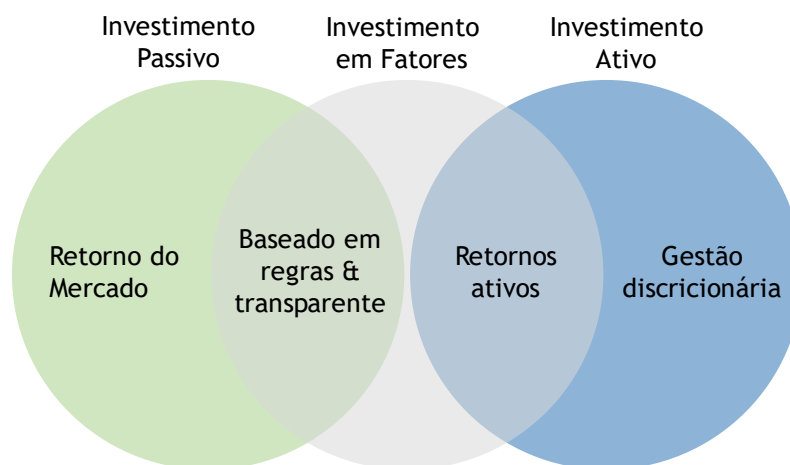 Investimento
Passivo
Investimento
em Fatores
Investimento
Ativo
Retorno do
Mercado
Baseado em
regras &
transparente
Retornos
ativos
Gestão
discricionária